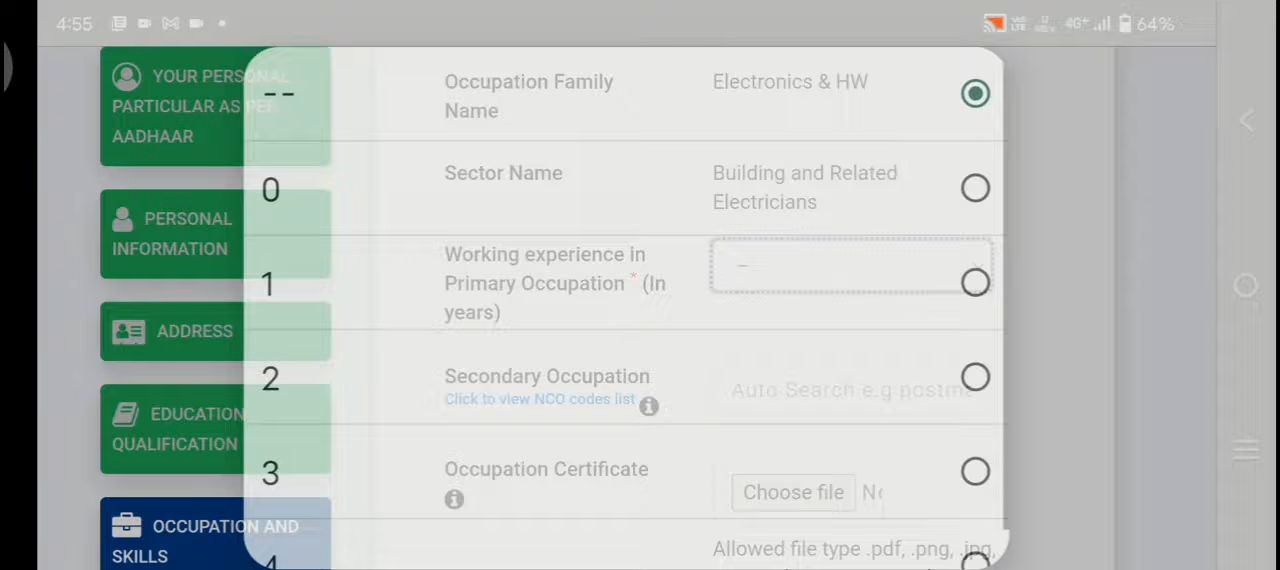 4:55
4G+
64%
YOUR PERSONAL
PARTICULAR AS PER
AADHAAR
PERSONAL
INFORMATION
ADDRESS
EDUCATION
QUALIFICATION
OCCUPATION AND
SKILLS
--
0
1
2
3
4
Occupation Family
Name
Electronics & HW
Sector Name
Building and Related
Electricians
Working experience in
Primary Occupation * (In
years)
Secondary Occupation
Click to view NCO codes list
Auto Search e.g postma
Occupation Certificate
Choose file
Allowed file type .pdf, .png, .jpg,